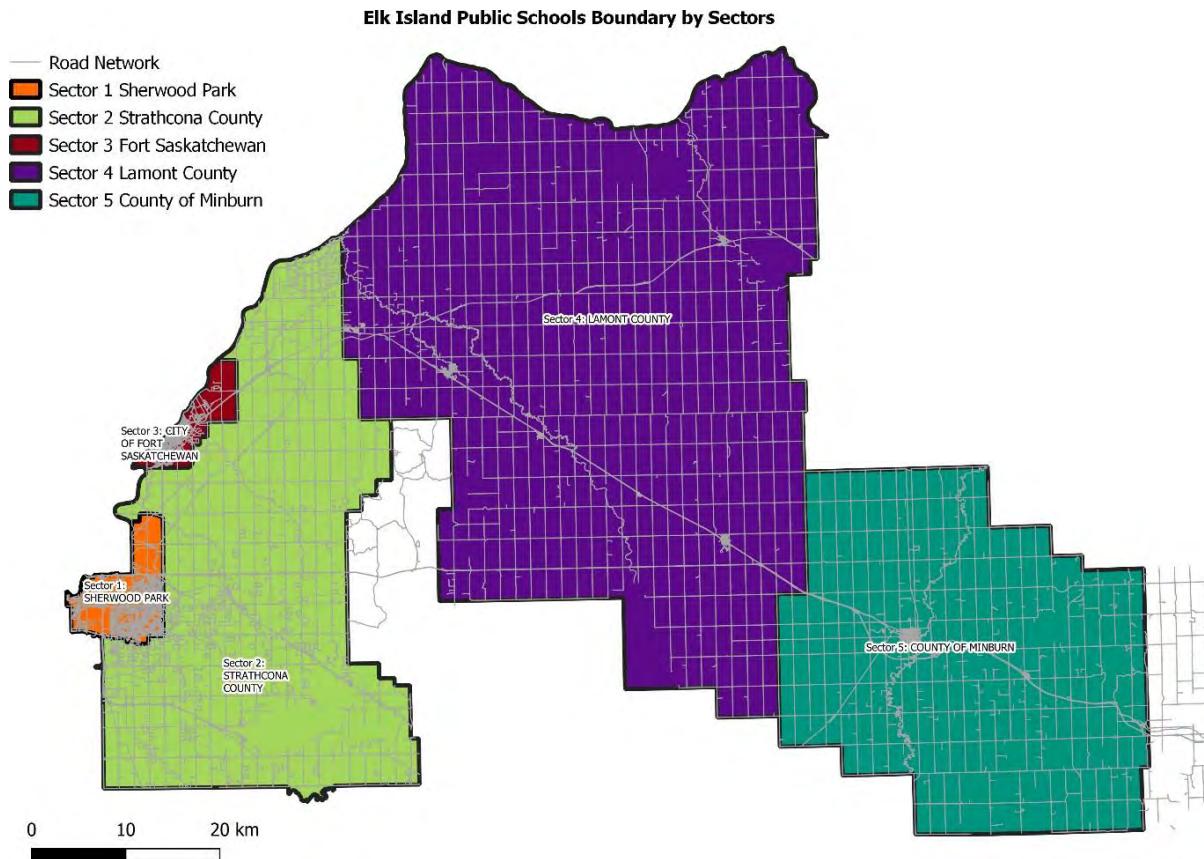 Elk Island Public Schools Boundary by Sectors
Road Network
Sector 1 Sherwood Park
Sector 2 Strathcona County
Sector 3 Fort Saskatchewan
Sector 4 Lamont County
Sector 5 County of Minburn
Sector 4: LAMONT COUNTY
Sector 3: CITY
OF FORT
SASKATCHEWAN
Sector 1:
SHERWOOD PARK
Sector 2:
STRATHCONA
COUNTY
Sector 5: COUNTY OF MINBURN
0 10 20 km